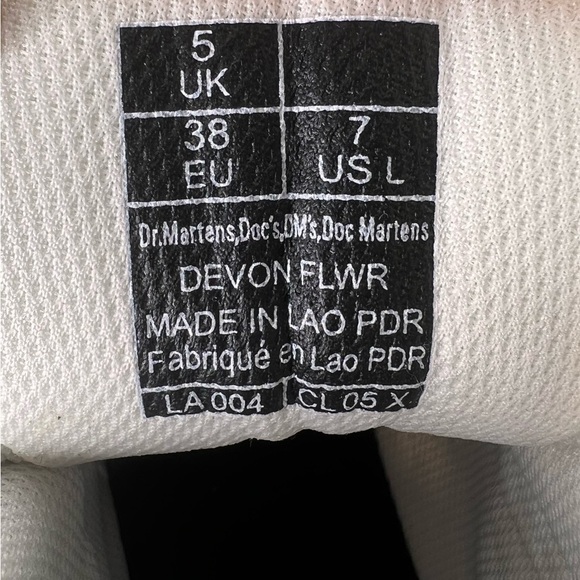 5
UK
38
EU
7
US L
Dr.Martens,Doc's,DM's,Doc Martens
DEVON FLWR
MADE IN LAO PDR
Fabriqué en Lao PDR
LA 004 CL 05 X